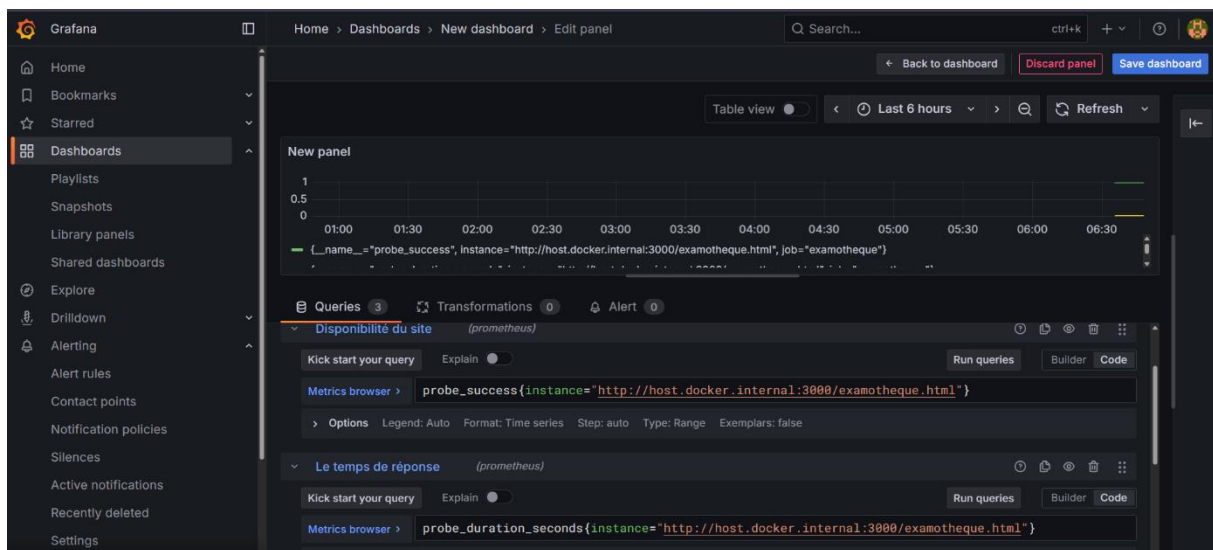 Grafana
Home › Dashboards › New dashboard › Edit panel
Search...
ctrl+k
Home
Bookmarks
Starred
Dashboards
Playlists
Snapshots
Library panels
Shared dashboards
Explore
Drilldown
Alerting
Alert rules
Contact points
Notification policies
Silences
Active notifications
Recently deleted
Settings
← Back to dashboard
Discard panel
Save dashboard
Table view
Last 6 hours
Refresh
New panel
1
0.5
0
01:00 01:30 02:00 02:30 03:00 03:30 04:00 04:30 05:00 05:30 06:00 06:30
{__name__="probe_success", instance="http://host.docker.internal:3000/examotheque.html", job="examotheque"}
Queries 3 Transformations 0 Alert 0
Disponibilité du site (prometheus)
Kick start your query Explain Run queries Builder Code
Metrics browser › probe_success{instance="http://host.docker.internal:3000/examotheque.html"}
› Options Legend: Auto Format: Time series Step: auto Type: Range Exemplars: false
Le temps de réponse (prometheus)
Kick start your query Explain Run queries Builder Code
Metrics browser › probe_duration_seconds{instance="http://host.docker.internal:3000/examotheque.html"}